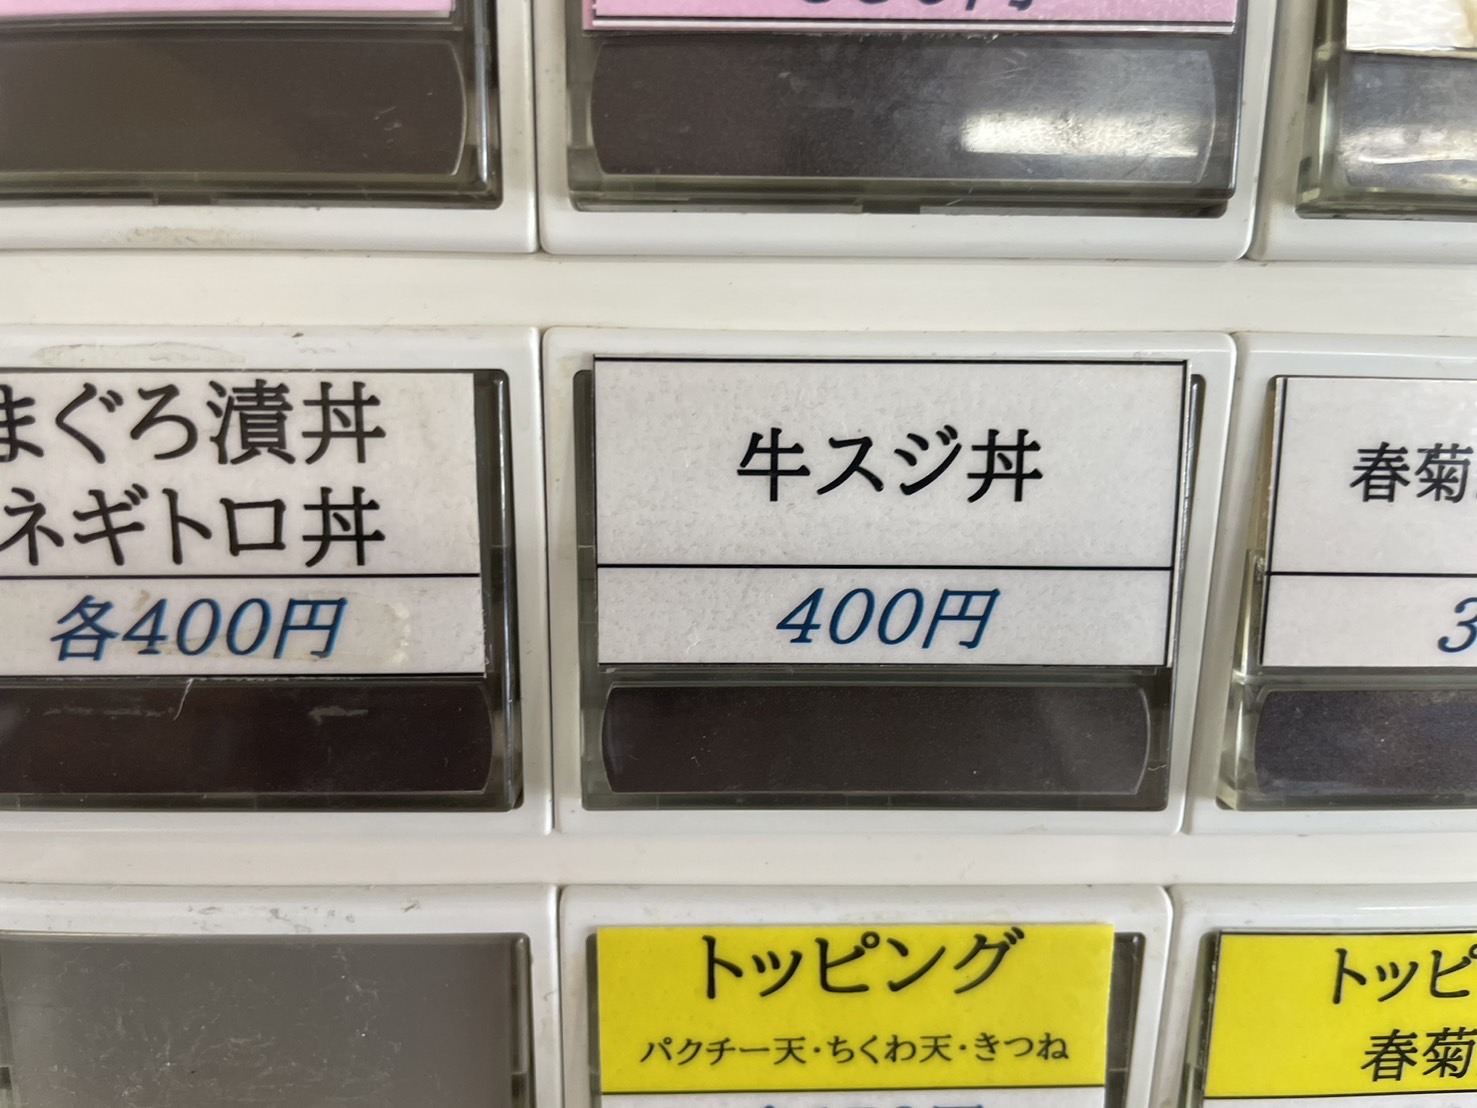 まぐろ漬丼
ネギトロ丼
各400円
牛スジ丼
400円
春菊
3
トッピング
パクチー天・ちくわ天・きつね
トッピ
春菊